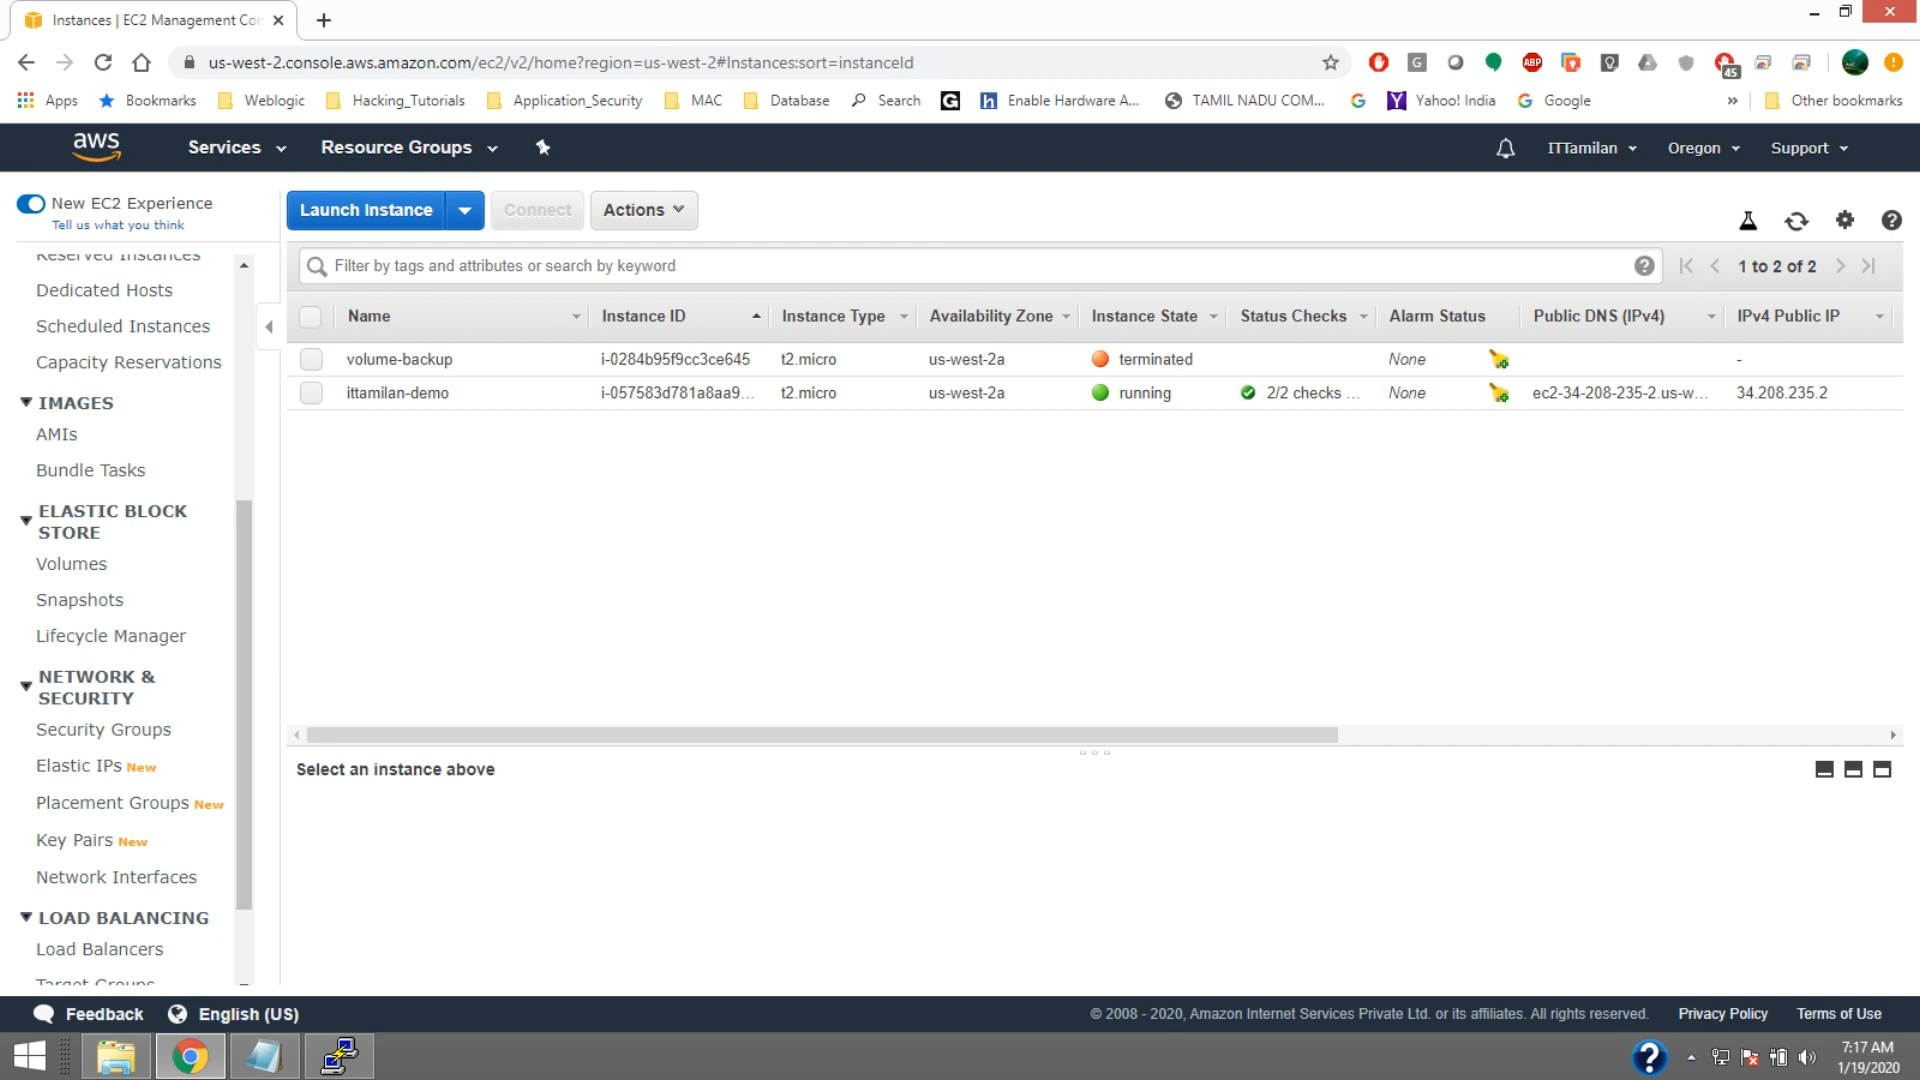 Instances | EC2 Management Cor
us-west-2.console.aws.amazon.com/ec2/v2/home?region=us-west-2#Instances:sort=instanceId
G ABP 45
Apps Bookmarks Weblogic Hacking_Tutorials Application_Security MAC Database Search G h Enable Hardware A... TAMIL NADU COM... G Y Yahoo! India G Google » Other bookmarks
aws Services Resource Groups ITTamilan Oregon Support
New EC2 Experience
Tell us what you think
Launch Instance Connect Actions
Reserved Instances
Dedicated Hosts
Scheduled Instances
Capacity Reservations
IMAGES
AMIs
Bundle Tasks
ELASTIC BLOCK
STORE
Volumes
Snapshots
Lifecycle Manager
NETWORK &
SECURITY
Security Groups
Elastic IPs New
Placement Groups New
Key Pairs New
Network Interfaces
LOAD BALANCING
Load Balancers
Target Groups
Filter by tags and attributes or search by keyword ? 1 to 2 of 2
Name Instance ID Instance Type Availability Zone Instance State Status Checks Alarm Status Public DNS (IPv4) IPv4 Public IP
volume-backup i-0284b95f9cc3ce645 t2.micro us-west-2a terminated None -
ittamilan-demo i-057583d781a8aa9... t2.micro us-west-2a running 2/2 checks ... None ec2-34-208-235-2.us-w... 34.208.235.2
Select an instance above
Feedback English (US) © 2008 - 2020, Amazon Internet Services Private Ltd. or its affiliates. All rights reserved. Privacy Policy Terms of Use
7:17 AM
1/19/2020